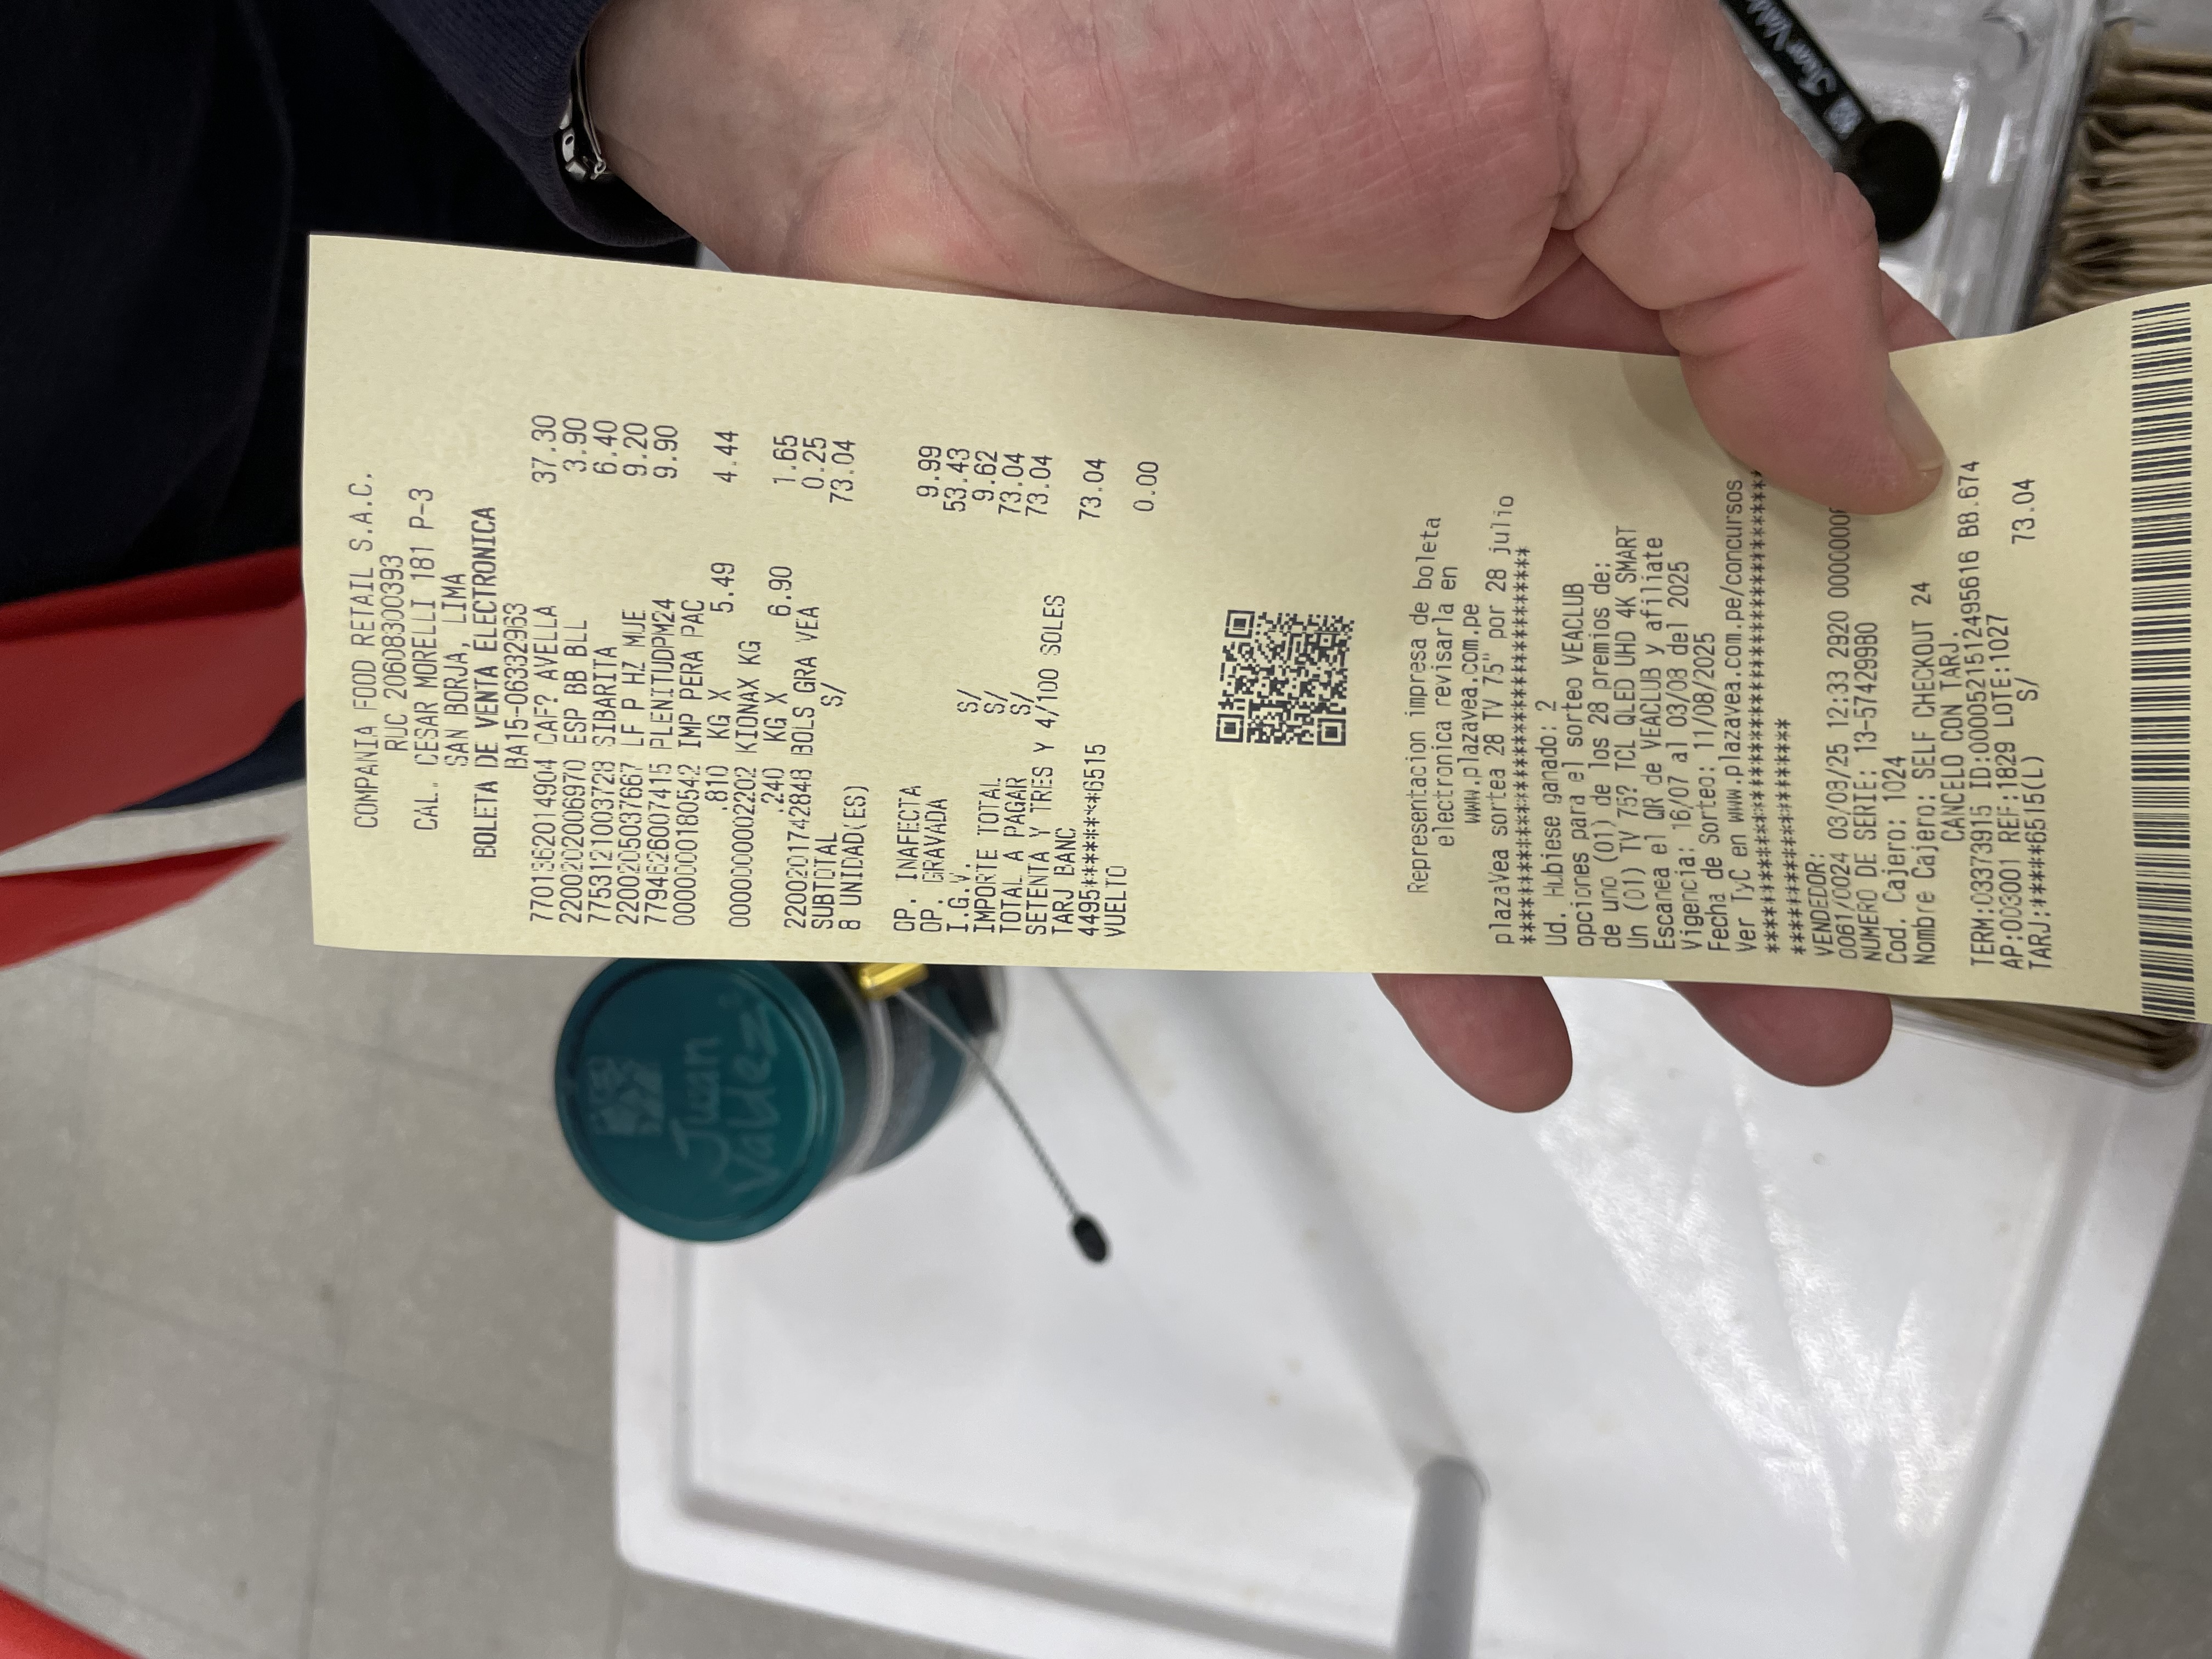 Juan
Valdez
COMPANIA FOOD RETAIL S.A.C.
RUC 20608300393
CAL. CESAR MORELLI 181 P-3
SAN BORJA, LIMA
BOLETA DE VENTA ELECTRONICA
BA15-06332963
7701362014904 CAF? AVELLA 37.30
2200202006970 ESP BB BLL 3.90
7753121003728 SIBARITA 6.40
2200205037667 LF P HZ MUE 9.20
7794626007415 PLENITUDPM24 9.90
0000000180542 IMP PERA PAC
.810 KG X 5.49 4.44
0000000002202 KIONAX KG
.240 KG X 6.90 1.65
2200201742848 BOLS GRA VEA 0.25
SUBTOTAL S/ 73.04
8 UNIDAD(ES)
OP. INAFECTA 9.99
OP. GRAVADA 53.43
I.G.V. S/ 9.62
IMPORTE TOTAL S/ 73.04
TOTAL A PAGAR S/ 73.04
SETENTA Y TRES Y 4/100 SOLES
TARJ BANC
4495********6515 73.04
VUELTO
0.00
Representacion impresa de boleta
electronica revisarla en
www.plazavea.com.pe
plazaVea sortea 28 TV 75" por 28 julio
********************************
Ud. Hubiese ganado: 2
opciones para el sorteo VEACLUB
de uno (01) de los 28 premios de:
Un (01) TV 75? TCL QLED UHD 4K SMART
Escanea el QR de VEACLUB y afiliate
Vigencia: 16/07 al 03/08 del 2025
Fecha de Sorteo: 11/08/2025
Ver TyC en www.plazavea.com.pe/concursos
****************************************
*******************
VENDEDOR:
0061/0024 03/08/25 12:33 2920
NUMERO DE SERIE: 13-57429980
Cod. Cajero: 1024
Nombre Cajero: SELF CHECKOUT 24
CANCELO CON TARJ.
TERM:03373915 ID:0000521512495616 B8.674
AP:003001 REF:1829 LOTE:1027
TARJ:*****6515(L) S/ 73.04
Juan